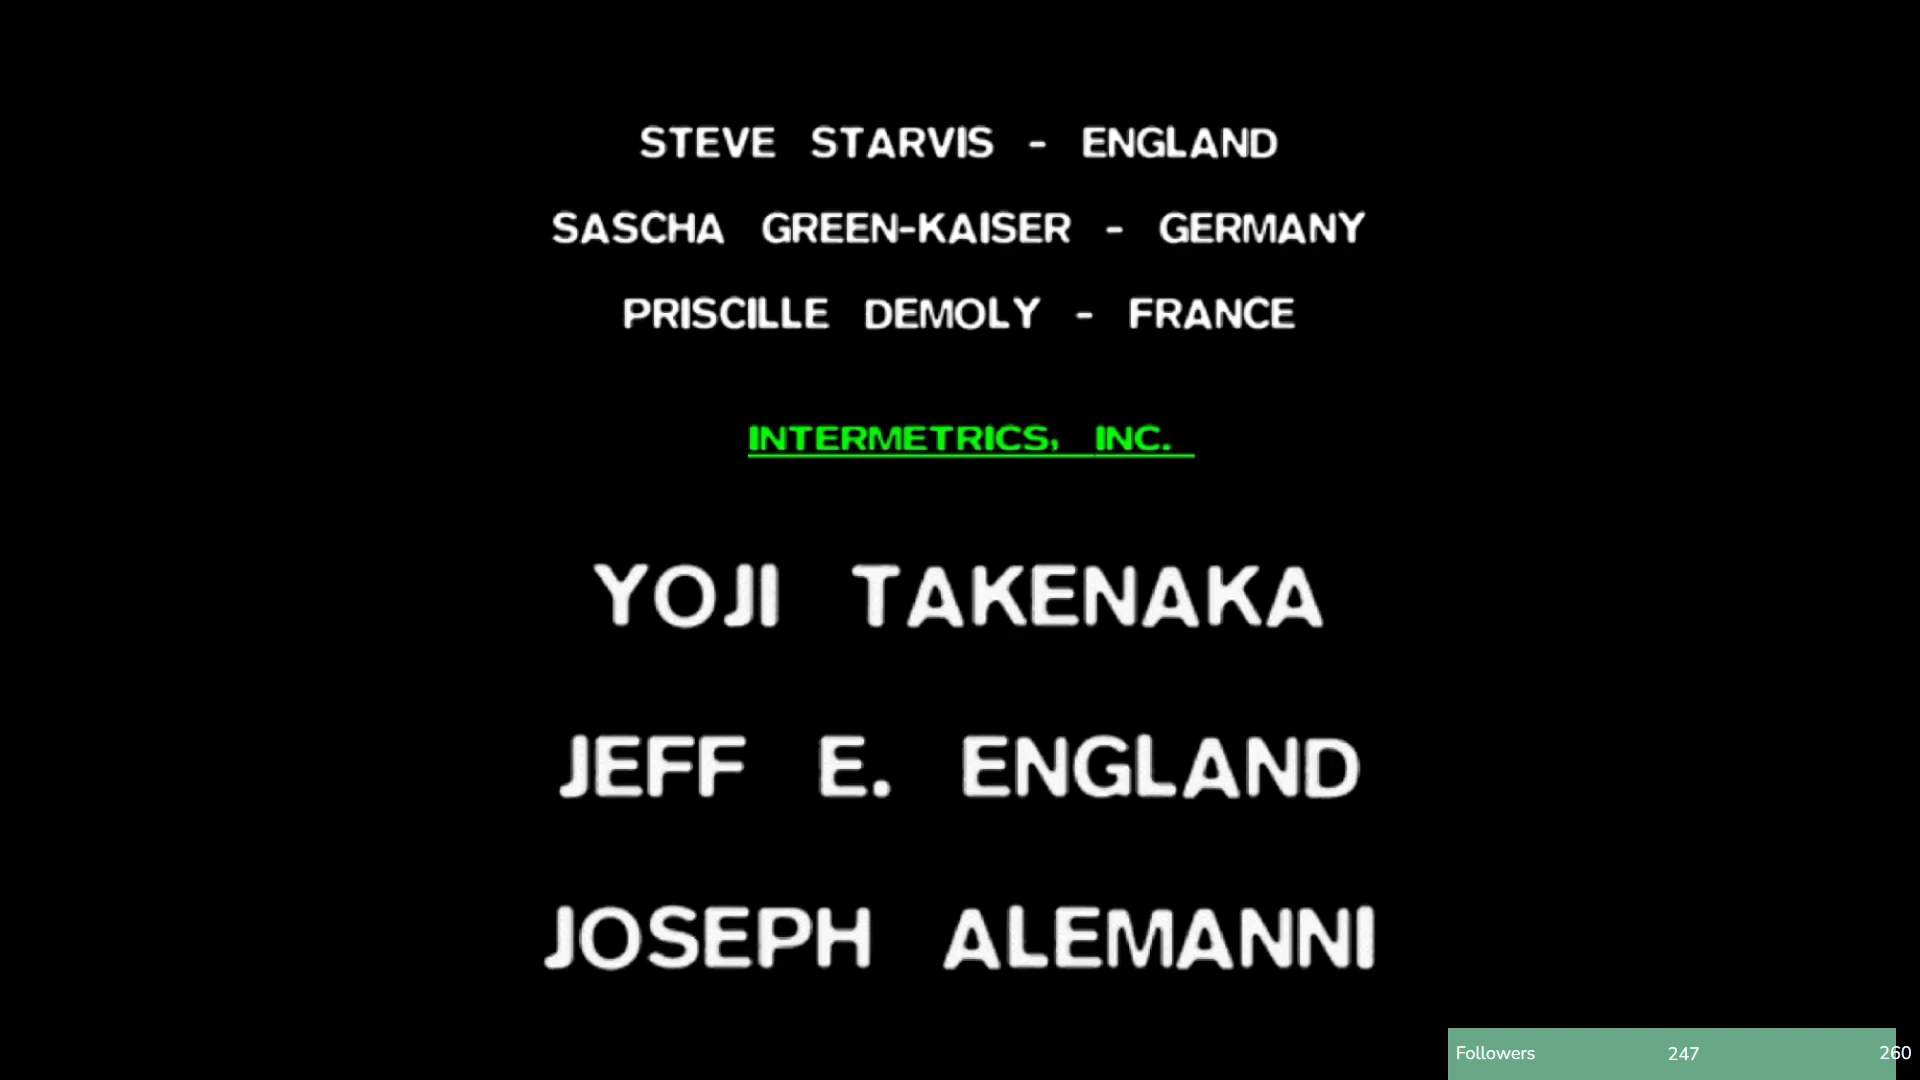 STEVE STARVIS - ENGLAND
SASCHA GREEN-KAISER - GERMANY
PRISCILLE DEMOLY - FRANCE
INTERMETRICS, INC.
YOJI TAKENAKA
JEFF E. ENGLAND
JOSEPH ALEMANNI
Followers 247 260